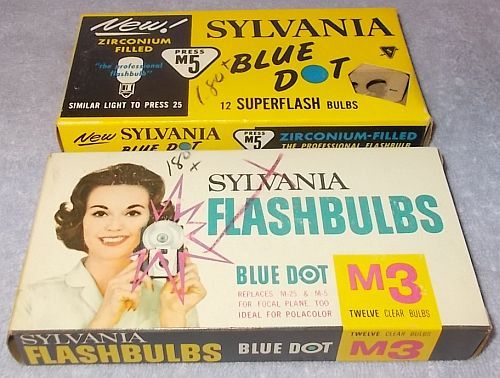 New!
ZIRCONIUM
FILLED
"the professional
flashbulb"
SIMILAR LIGHT TO PRESS 25
PRESS
M5
SYLVANIA
BLUE
DOT
12 SUPERFLASH BULBS
180x
New SYLVANIA
BLUE DOT
PRESS
M5
ZIRCONIUM-FILLED
THE PROFESSIONAL FLASHBULB
180x
SYLVANIA
FLASHBULBS
BLUE DOT
REPLACES M-25 & M-5
FOR FOCAL PLANE, TOO
IDEAL FOR POLACOLOR
M3
TWELVE CLEAR BULBS
SYLVANIA
FLASHBULBS
BLUE DOT
TWELVE CLEAR BULBS
M3